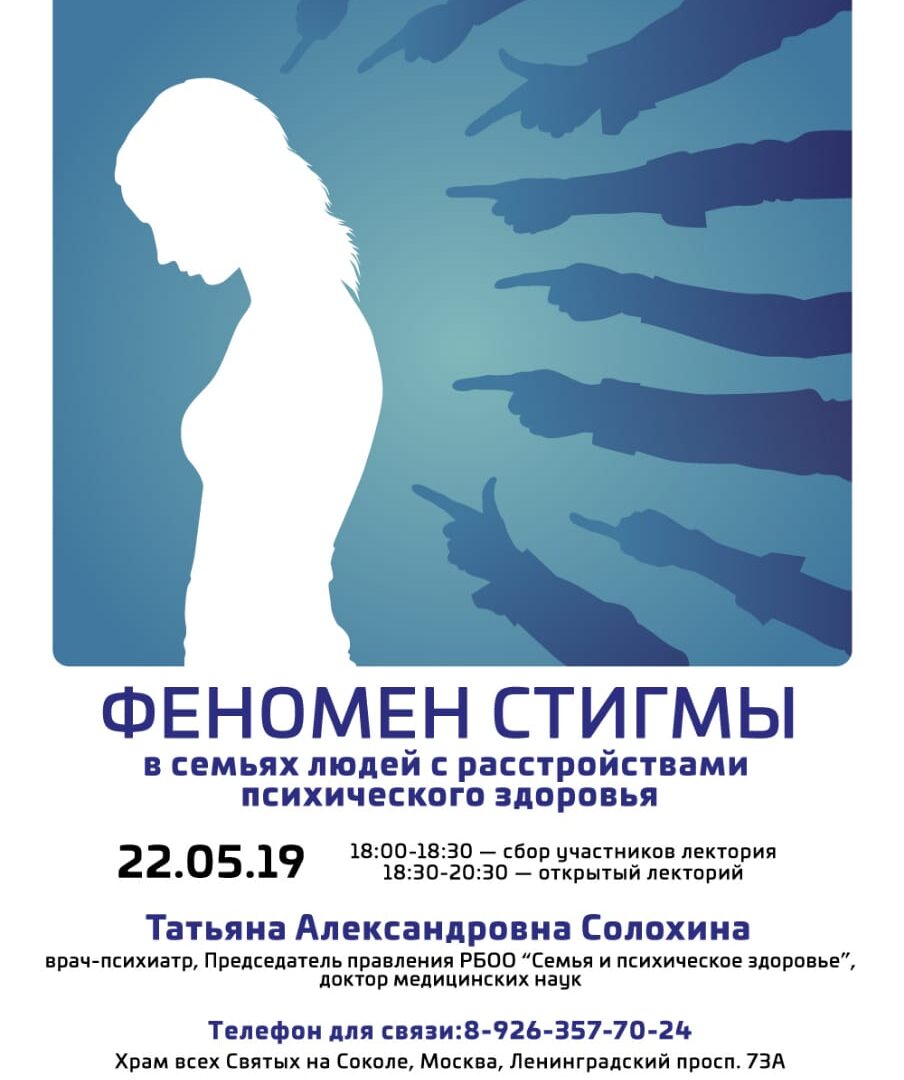 ФЕНОМЕН СТИГМЫ
в семьях людей с расстройствами
психического здоровья
22.05.19
18:00-18:30 — сбор участников лектория
18:30-20:30 — открытый лекторий
Татьяна Александровна Солохина
врач-психиатр, Председатель правления РБОО “Семья и психическое здоровье”,
доктор медицинских наук
Телефон для связи:8-926-357-70-24
Храм всех Святых на Соколе, Москва, Ленинградский просп. 73А